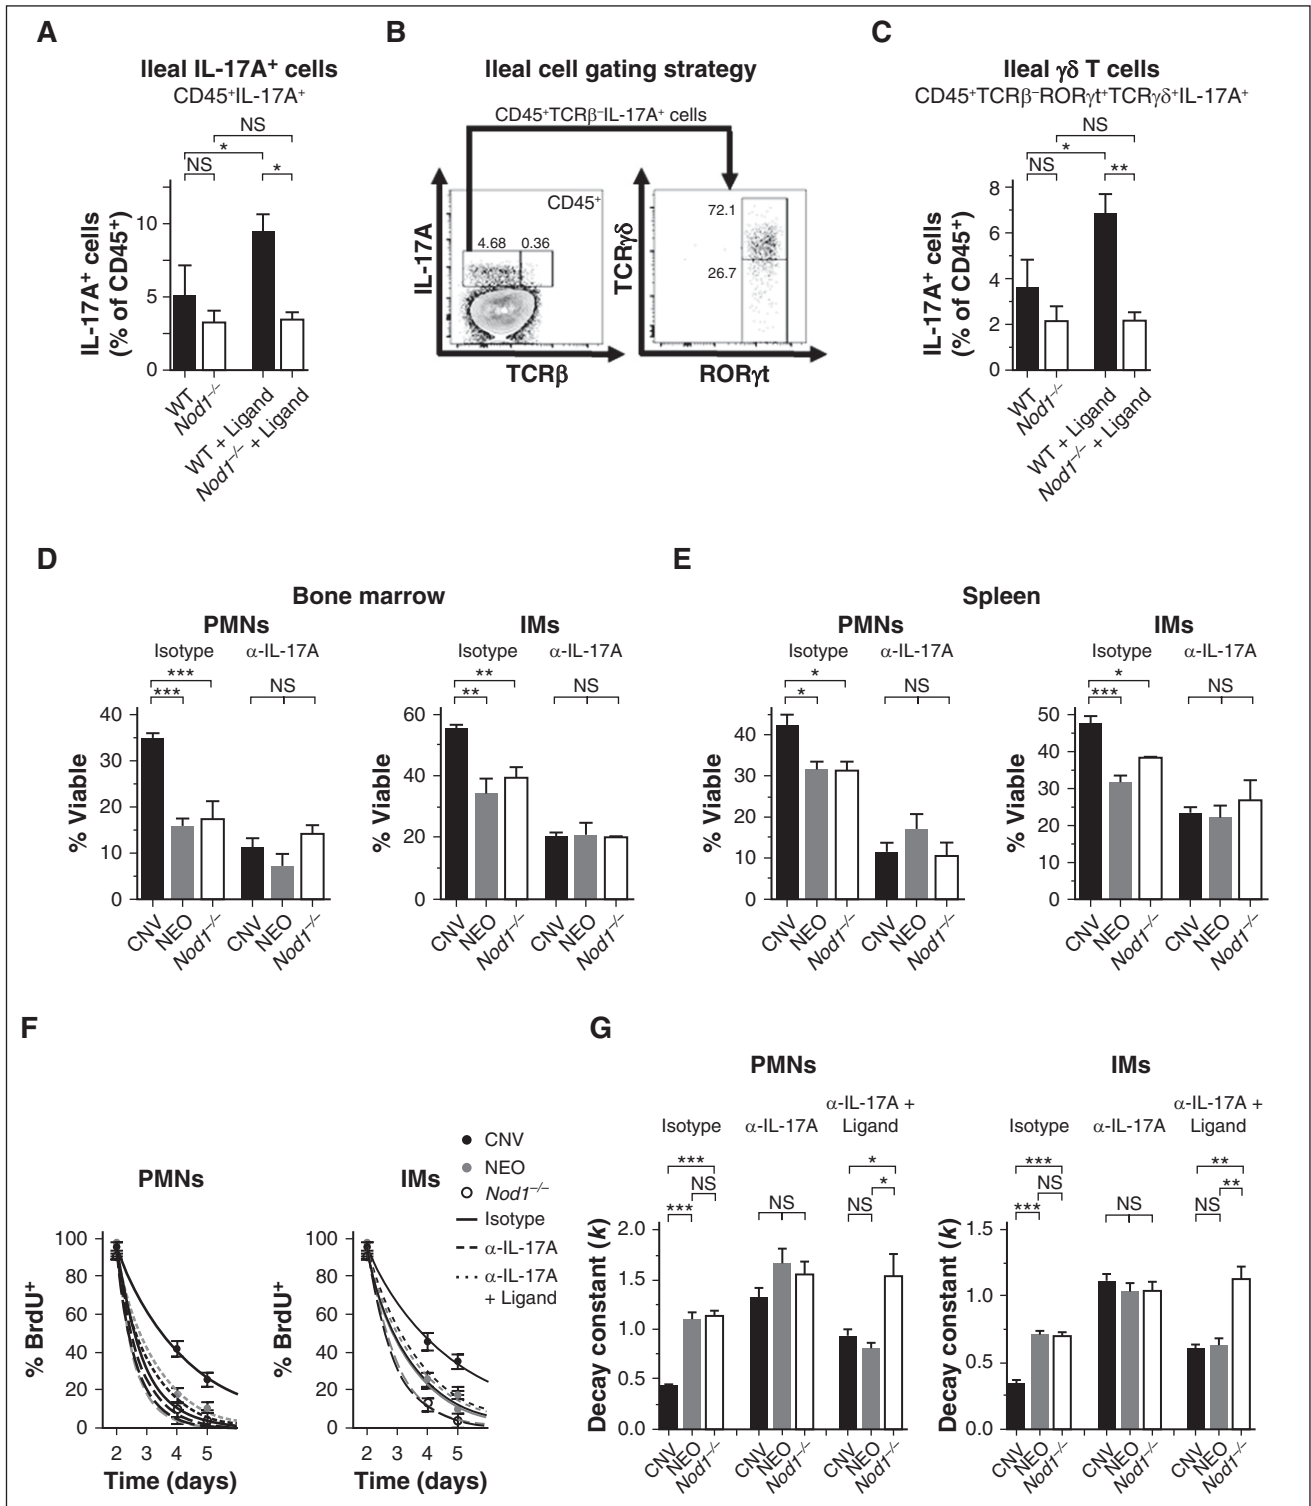 A
Ileal IL-17A⁺ cells
CD45⁺IL-17A⁺
NS
*
NS
*
IL-17A⁺ cells
(% of CD45⁺)
10
5
0
WT
Nod1⁻/⁻
WT + Ligand
Nod1⁻/⁻ + Ligand
B
Ileal cell gating strategy
CD45⁺TCRβ⁻IL-17A⁺ cells
CD45⁺
4.68
0.36
IL-17A
TCRβ
72.1
26.7
TCRγδ
RORγt
C
Ileal γδ T cells
CD45⁺TCRβ⁻RORγt⁺TCRγδ⁺IL-17A⁺
NS
*
NS
**
IL-17A⁺ cells
(% of CD45⁺)
8
6
4
2
0
WT
Nod1⁻/⁻
WT + Ligand
Nod1⁻/⁻ + Ligand
D
Bone marrow
PMNs
Isotype
α-IL-17A
***
***
NS
% Viable
40
30
20
10
0
CNV
NEO
Nod1⁻/⁻
CNV
NEO
Nod1⁻/⁻
IMs
Isotype
α-IL-17A
**
**
NS
% Viable
60
40
20
0
CNV
NEO
Nod1⁻/⁻
CNV
NEO
Nod1⁻/⁻
E
Spleen
PMNs
Isotype
α-IL-17A
*
*
NS
% Viable
40
30
20
10
0
CNV
NEO
Nod1⁻/⁻
CNV
NEO
Nod1⁻/⁻
IMs
Isotype
α-IL-17A
*
***
NS
% Viable
50
40
30
20
10
0
CNV
NEO
Nod1⁻/⁻
CNV
NEO
Nod1⁻/⁻
F
PMNs
% BrdU⁺
100
80
60
40
20
0
2
3
4
5
Time (days)
IMs
% BrdU⁺
100
80
60
40
20
0
2
3
4
5
Time (days)
CNV
NEO
Nod1⁻/⁻
Isotype
α-IL-17A
α-IL-17A
+ Ligand
G
PMNs
Isotype
α-IL-17A
α-IL-17A +
Ligand
***
NS
***
NS
*
*
NS
Decay constant (k)
2.0
1.5
1.0
0.5
0.0
CNV
NEO
Nod1⁻/⁻
CNV
NEO
Nod1⁻/⁻
CNV
NEO
Nod1⁻/⁻
IMs
Isotype
α-IL-17A
α-IL-17A +
Ligand
***
NS
***
NS
**
**
NS
Decay constant (k)
1.5
1.0
0.5
0.0
CNV
NEO
Nod1⁻/⁻
CNV
NEO
Nod1⁻/⁻
CNV
NEO
Nod1⁻/⁻